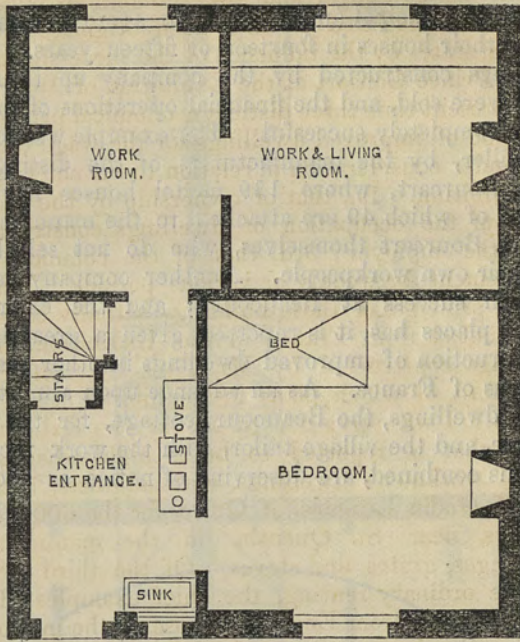 WORK
ROOM.
WORK & LIVING
ROOM.
STAIRS.
BED
STOVE
KITCHEN
ENTRANCE.
BEDROOM.
SINK